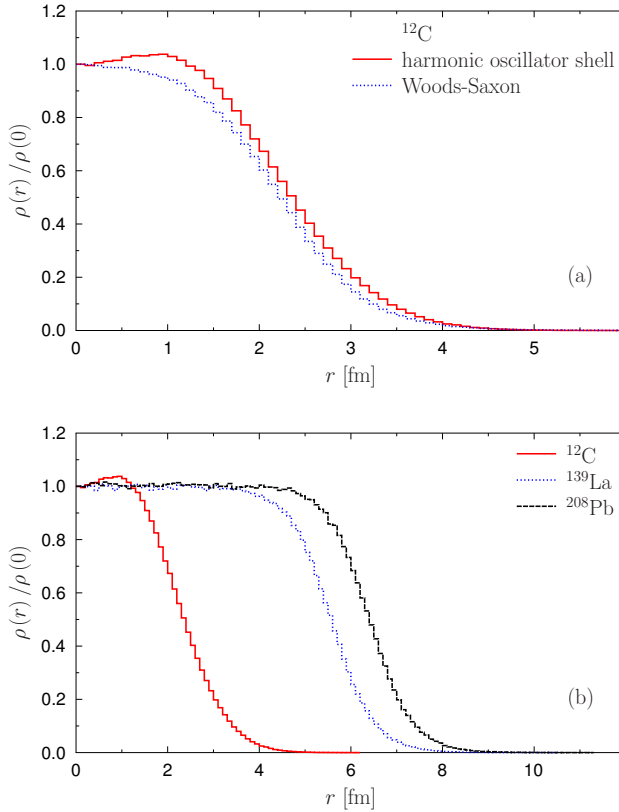 1.2
1.0
0.8
0.6
0.4
0.2
0.0
ρ(r)/ρ(0)
¹²C
harmonic oscillator shell
Woods-Saxon
(a)
0 1 2 3 4 5
r [fm]
1.2
1.0
0.8
0.6
0.4
0.2
0.0
ρ(r)/ρ(0)
¹²C
¹³⁹La
²⁰⁸Pb
(b)
0 2 4 6 8 10
r [fm]